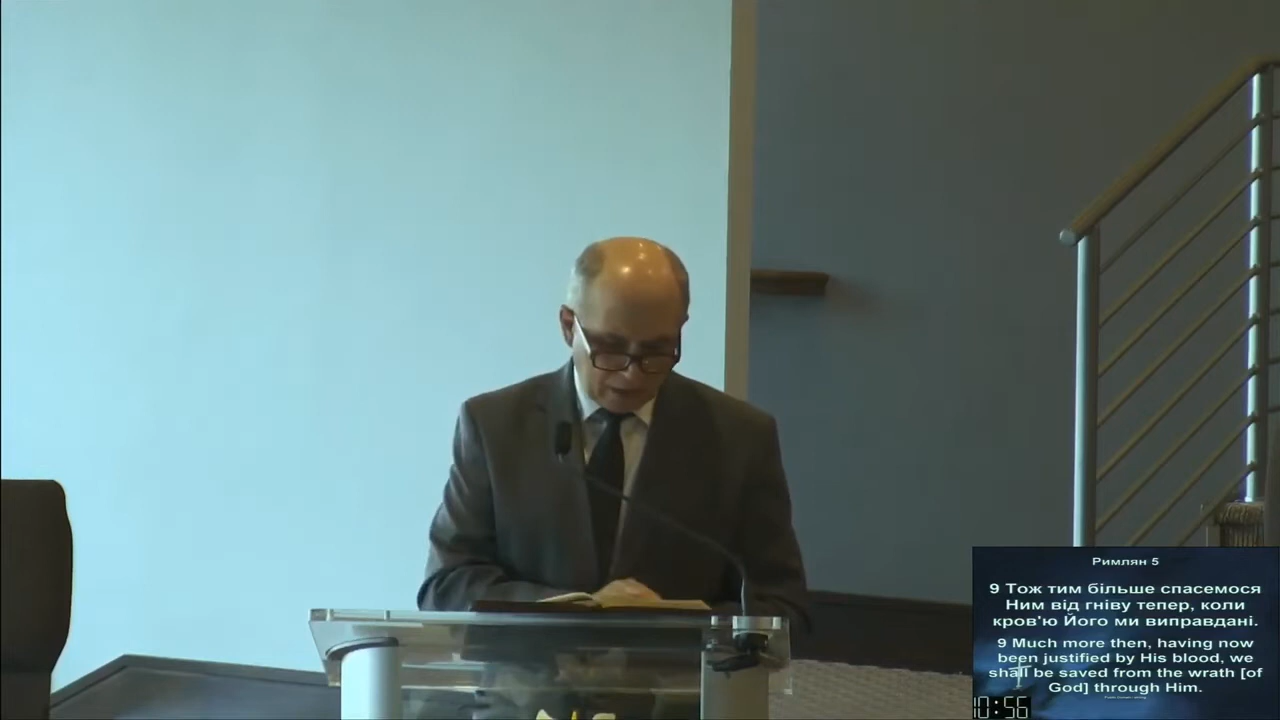 Римлян 5
9 Тож тим більше спасемося
Ним від гніву тепер, коли
кров'ю Його ми виправдані.
9 Much more then, having now
been justified by His blood, we
shall be saved from the wrath [of
God] through Him.
10:56